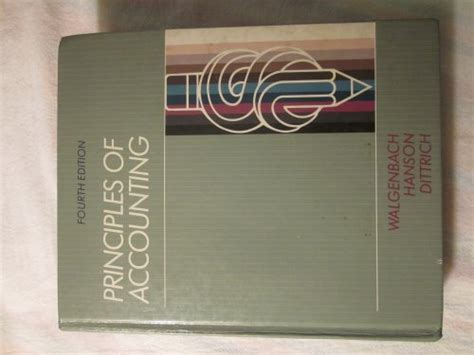 FOURTH EDITION
PRINCIPLES OF
ACCOUNTING
WALGENBACH
HANSON
DITTRICH